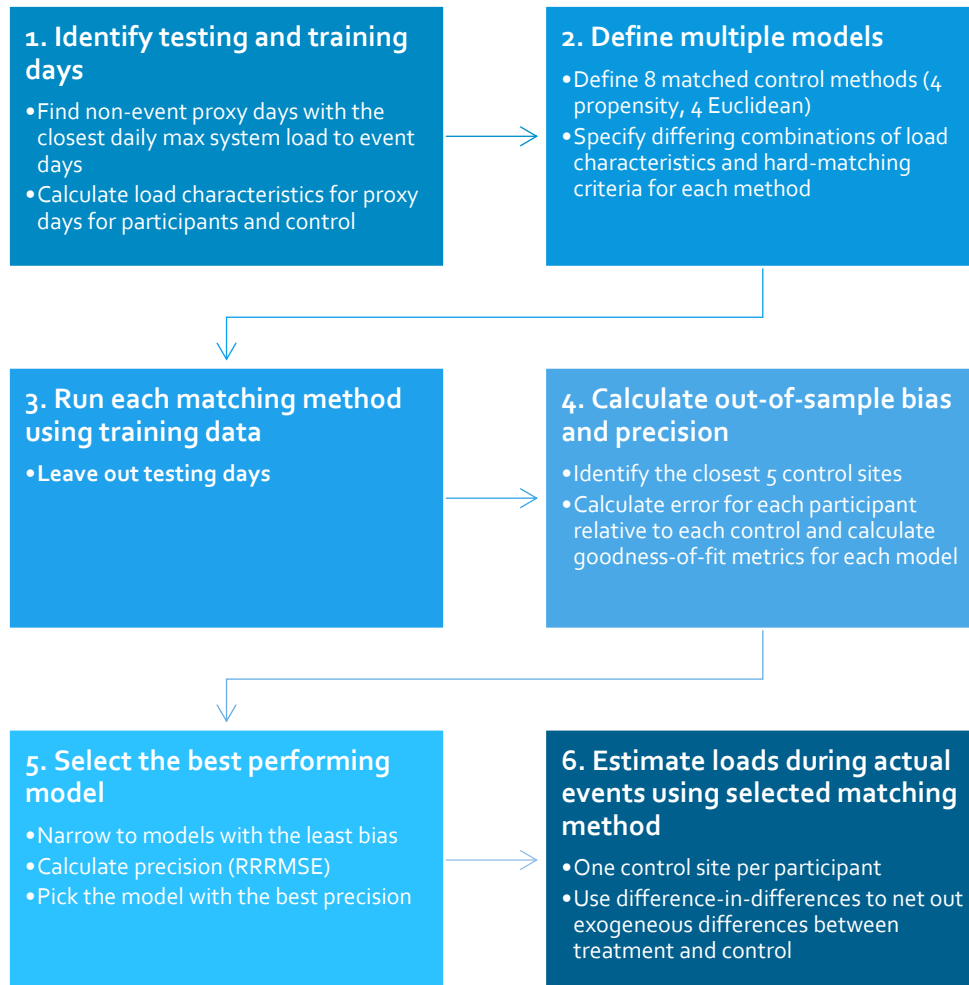 1. Identify testing and training
days
•Find non-event proxy days with the
closest daily max system load to event
days
•Calculate load characteristics for proxy
days for participants and control
2. Define multiple models
•Define 8 matched control methods (4
propensity, 4 Euclidean)
•Specify differing combinations of load
characteristics and hard-matching
criteria for each method
3. Run each matching method
using training data
•Leave out testing days
4. Calculate out-of-sample bias
and precision
•Identify the closest 5 control sites
•Calculate error for each participant
relative to each control and calculate
goodness-of-fit metrics for each model
5. Select the best performing
model
•Narrow to models with the least bias
•Calculate precision (RRRMSE)
•Pick the model with the best precision
6. Estimate loads during actual
events using selected matching
method
•One control site per participant
•Use difference-in-differences to net out
exogeneous differences between
treatment and control